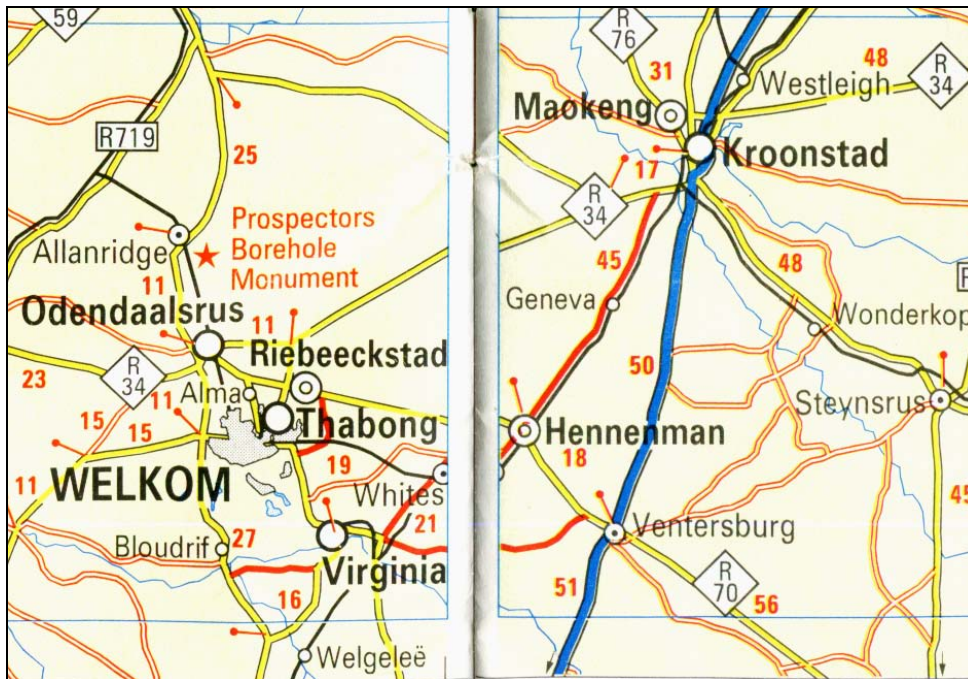 59
R
76
31
48
R
34
Westleigh
Maokeng
R719
25
17
Kroonstad
R
34
Prospectors
Borehole
Monument
Allanridge
11
45
48
Geneva
Wonderkop
Odendaalsrus
11
Riebeeckstad
23
R
34
Alma
11
15
15
50
Steynsrus
Thabong
Hennenman
18
19
11
WELKOM
Whites
21
45
Bloudrif
27
Virginia
Ventersburg
16
51
R
70
56
Welgeleë